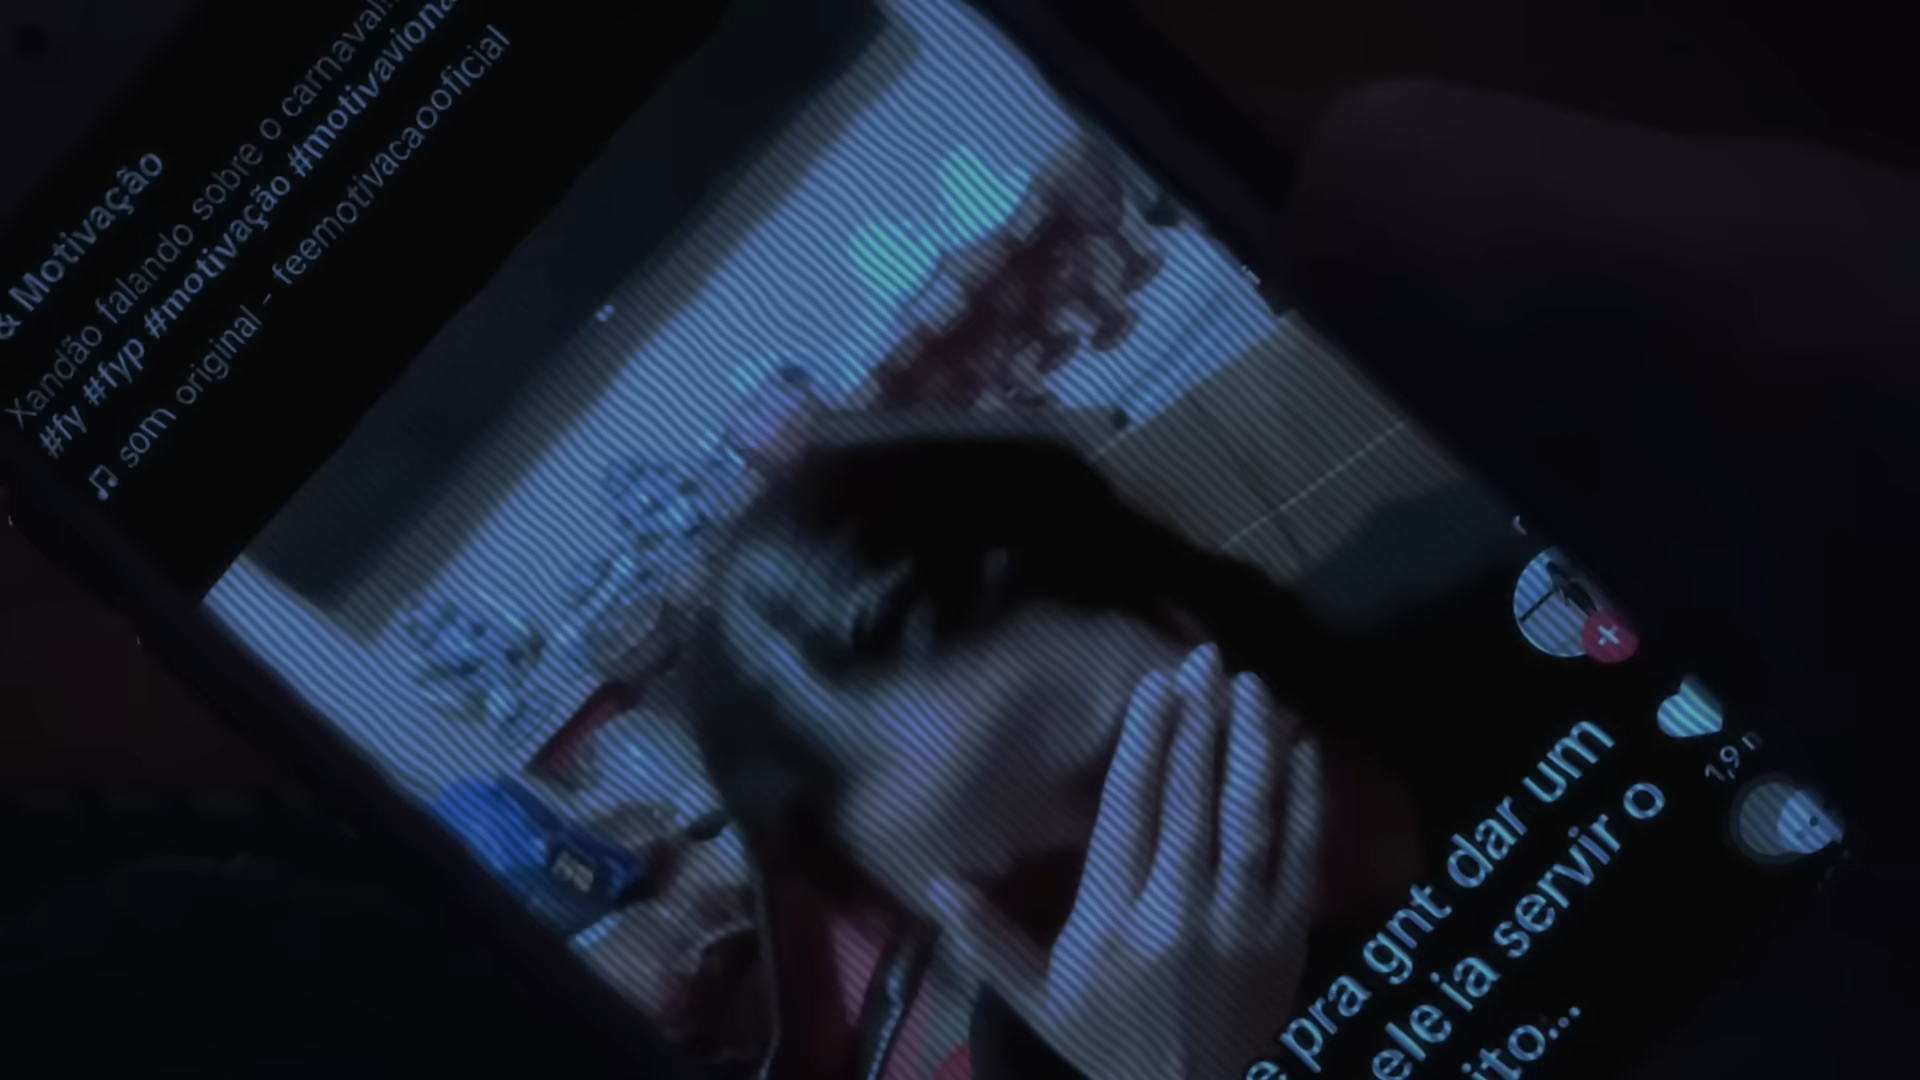 & Motivação
Xandão falando sobre o carnaval...
#fy #fyp #motivação #motivaviona
som original - feemotivacaooficial
1,9
e pra gnt dar um
ele ia servir o
ito...